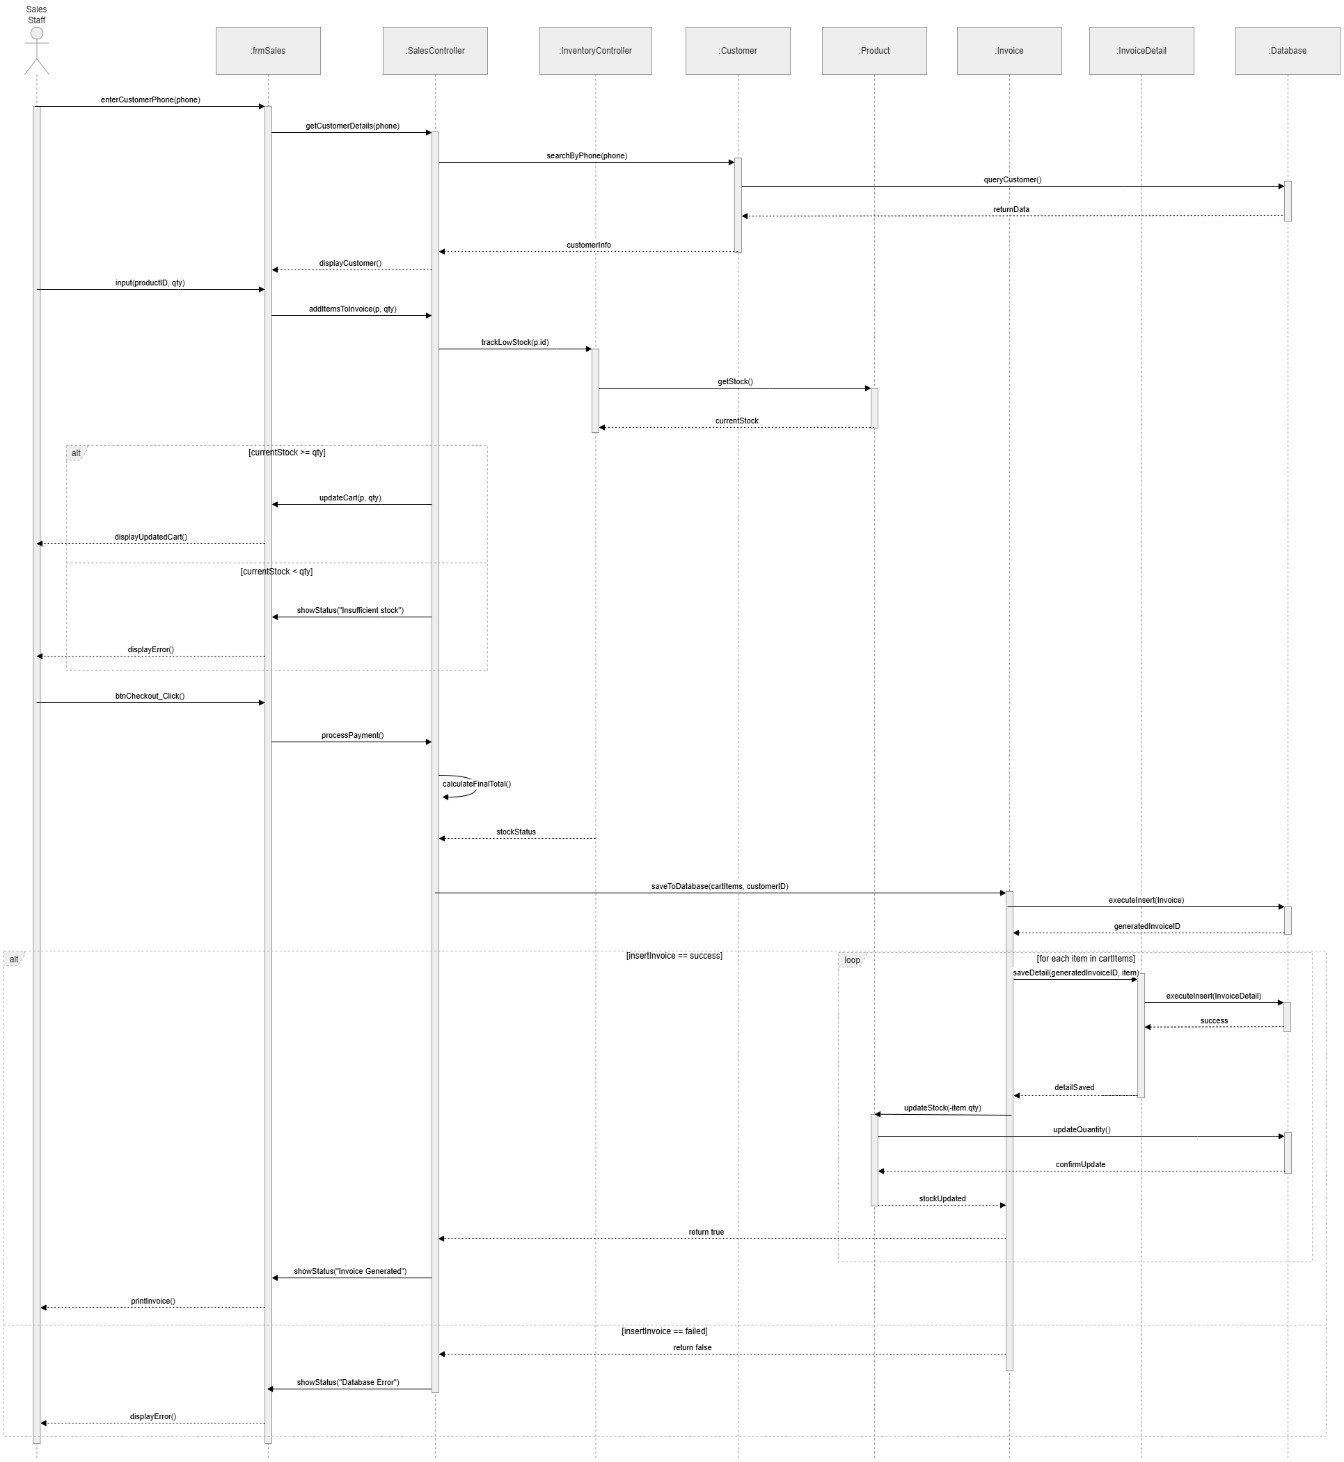 Sales
Staff
:frmSales
:SalesController
:InventoryController
:Customer
:Product
:Invoice
:InvoiceDetail
:Database
enterCustomerPhone(phone)
getCustomerDetails(phone)
searchByPhone(phone)
queryCustomer()
returnData
customerInfo
displayCustomer()
input(productID, qty)
addItemsToInvoice(p, qty)
trackLowStock(p.id)
getStock()
currentStock
alt
[currentStock >= qty]
updateCart(p, qty)
displayUpdatedCart()
[currentStock < qty]
showStatus("Insufficient stock")
displayError()
btnCheckout_Click()
processPayment()
calculateFinalTotal()
stockStatus
saveToDatabase(cartItems, customerID)
executeInsert(Invoice)
generatedInvoiceID
alt
[insertInvoice == success]
loop
[for each item in cartItems]
saveDetail(generatedInvoiceID, item)
executeInsert(InvoiceDetail)
success
detailSaved
updateStock(-item.qty)
updateQuantity()
confirmUpdate
stockUpdated
return true
showStatus("Invoice Generated")
printInvoice()
[insertInvoice == failed]
return false
showStatus("Database Error")
displayError()